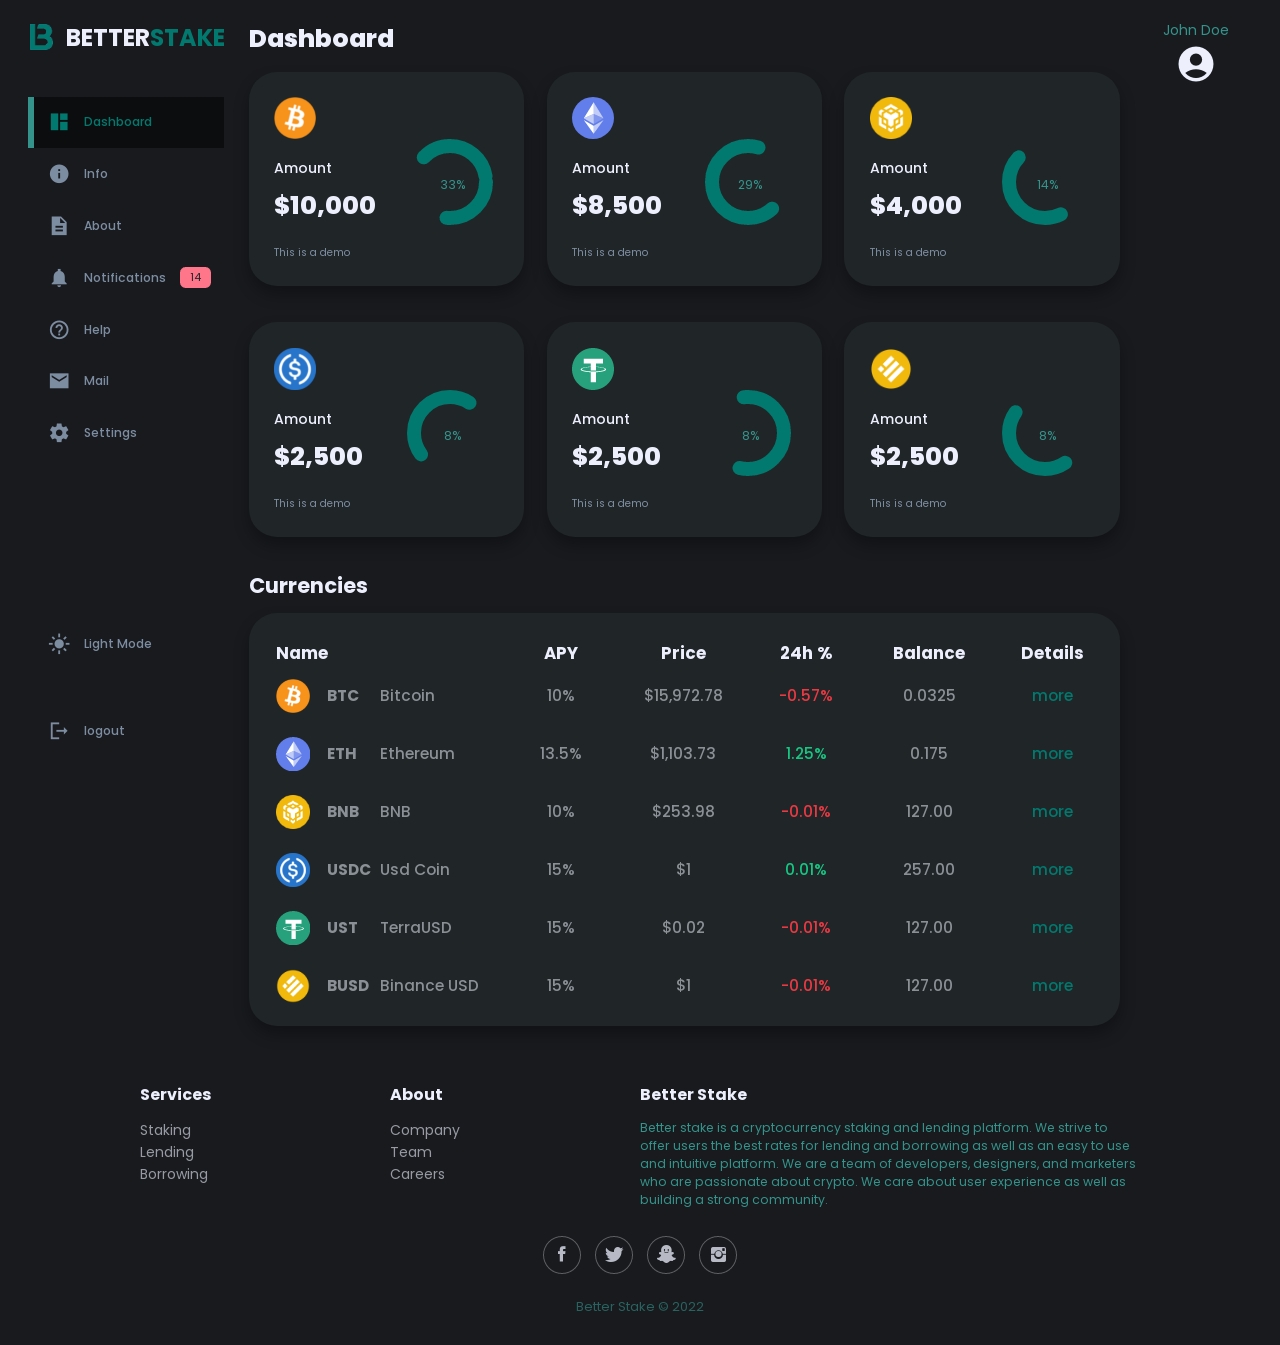 BETTERSTAKE
Dashboard
John Doe
Dashboard
Info
About
Notifications 14
Help
Mail
Settings
Light Mode
logout
Amount
$10,000
33%
This is a demo
Amount
$8,500
29%
This is a demo
Amount
$4,000
14%
This is a demo
Amount
$2,500
8%
This is a demo
Amount
$2,500
8%
This is a demo
Amount
$2,500
8%
This is a demo
Currencies
Name APY Price 24h % Balance Details
BTC Bitcoin 10% $15,972.78 -0.57% 0.0325 more
ETH Ethereum 13.5% $1,103.73 1.25% 0.175 more
BNB BNB 10% $253.98 -0.01% 127.00 more
USDC Usd Coin 15% $1 0.01% 257.00 more
UST TerraUSD 15% $0.02 -0.01% 127.00 more
BUSD Binance USD 15% $1 -0.01% 127.00 more
Services
Staking
Lending
Borrowing
About
Company
Team
Careers
Better Stake
Better stake is a cryptocurrency staking and lending platform. We strive to
offer users the best rates for lending and borrowing as well as an easy to use
and intuitive platform. We are a team of developers, designers, and marketers
who are passionate about crypto. We care about user experience as well as
building a strong community.
Better Stake © 2022